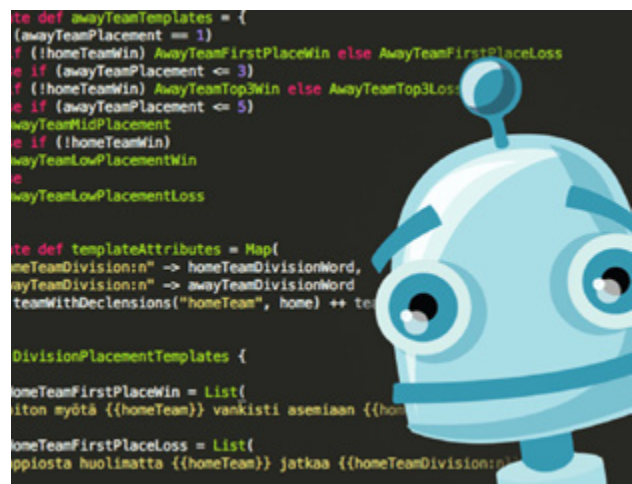 te def awayTeamTemplates = {
(awayTeamPlacement == 1)
f (!homeTeamWin) AwayTeamFirstPlaceWin else AwayTeamFirstPlaceLoss
e if (awayTeamPlacement <= 3)
f (!homeTeamWin) AwayTeamTop3Win else AwayTeamTop3Loss
e if (awayTeamPlacement <= 5)
wayTeamMidPlacement
e if (!homeTeamWin)
wayTeamLowPlacementWin
e
wayTeamLowPlacementLoss
te def templateAttributes = Map(
meTeamDivision:n" -> homeTeamDivisionWord,
wayTeamDivision:n" -> awayTeamDivisionWord
teamWithDeclensions("homeTeam", home) ++ tea
DivisionPlacementTemplates {
omeTeamFirstPlaceWin = List(
iton myötä {{homeTeam}} vankisti asemiaan {{hom
omeTeamFirstPlaceLoss = List(
ppiosta huolimatta {{homeTeam}} jatkaa {{homeTeamDivision:n